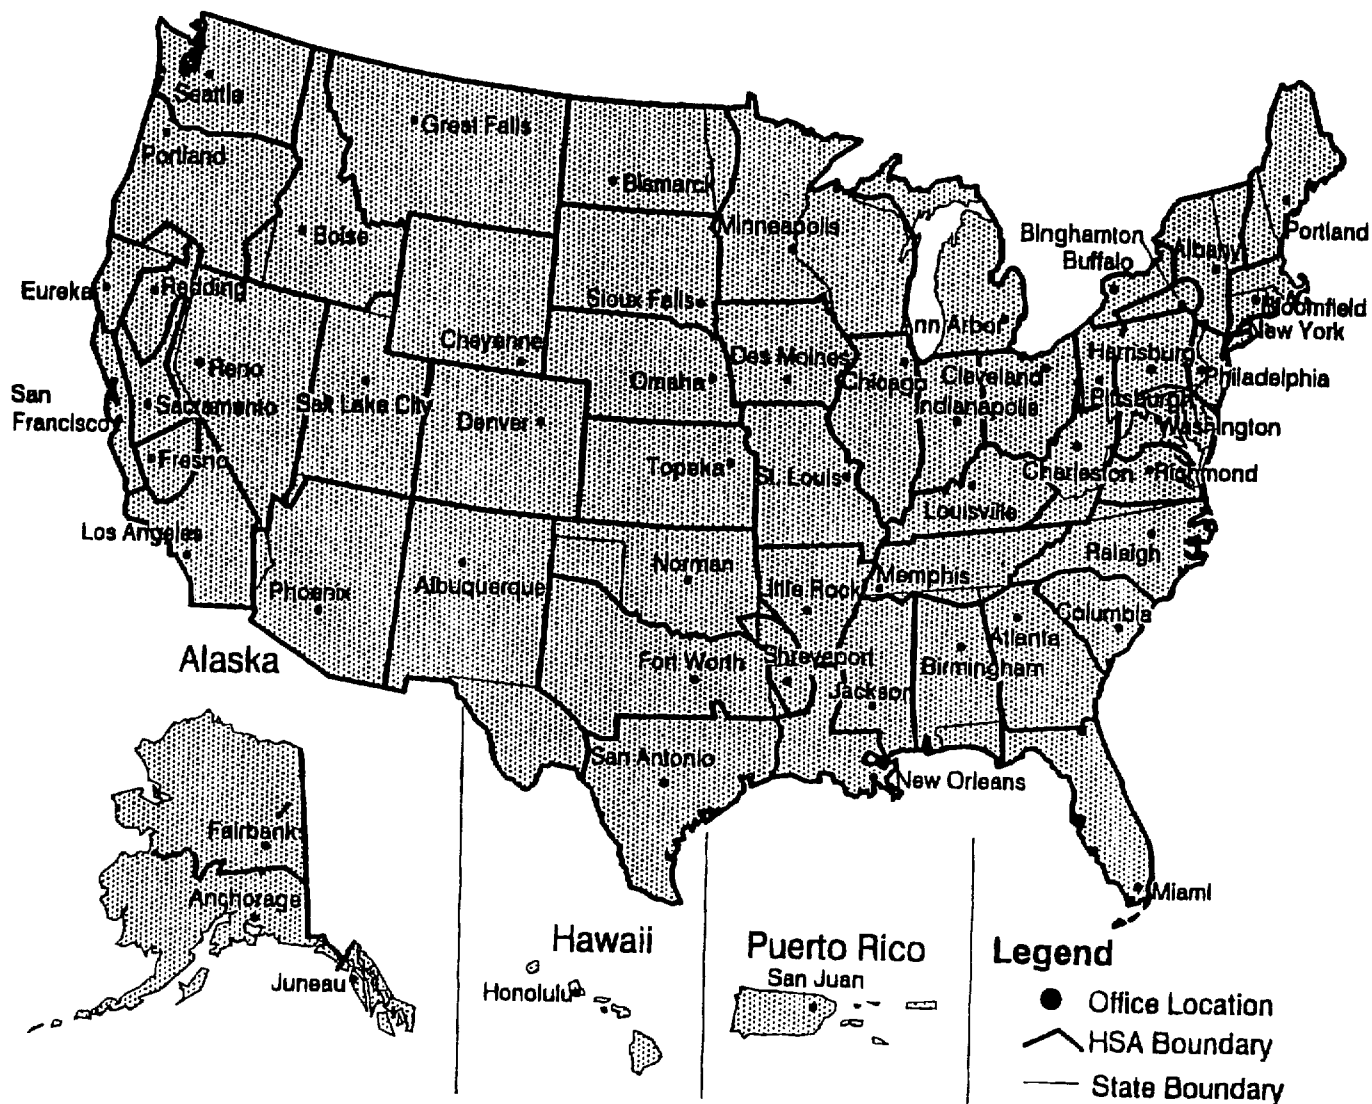 Seattle
Great Falls
Portland
Bismarck
Minneapolis
Boise
Binghamton
Buffalo
Albany
Portland
Eureka
Redding
Sioux Falls
Bloomfield
New York
nn Arbor
Cheyenne
Des Moines
Harrisburg
Reno
Omaha
Chicago
Cleveland
Philadelphia
San
Francisco
Sacramento
Salt Lake City
Denver
Indianapolis
Pittsburgh
Washington
Fresno
Topeka
St. Louis
Charleston
Richmond
Louisville
Los Angeles
Raleigh
Phoenix
Albuquerque
Norman
ittle Rock
Memphis
Columbia
Atlanta
Alaska
Fort Worth
Shreveport
Birmingham
Jackson
San Antonio
New Orleans
Fairbanks
Anchorage
Miami
Juneau
Hawaii
Honolulu
Puerto Rico
San Juan
Legend
Office Location
HSA Boundary
State Boundary